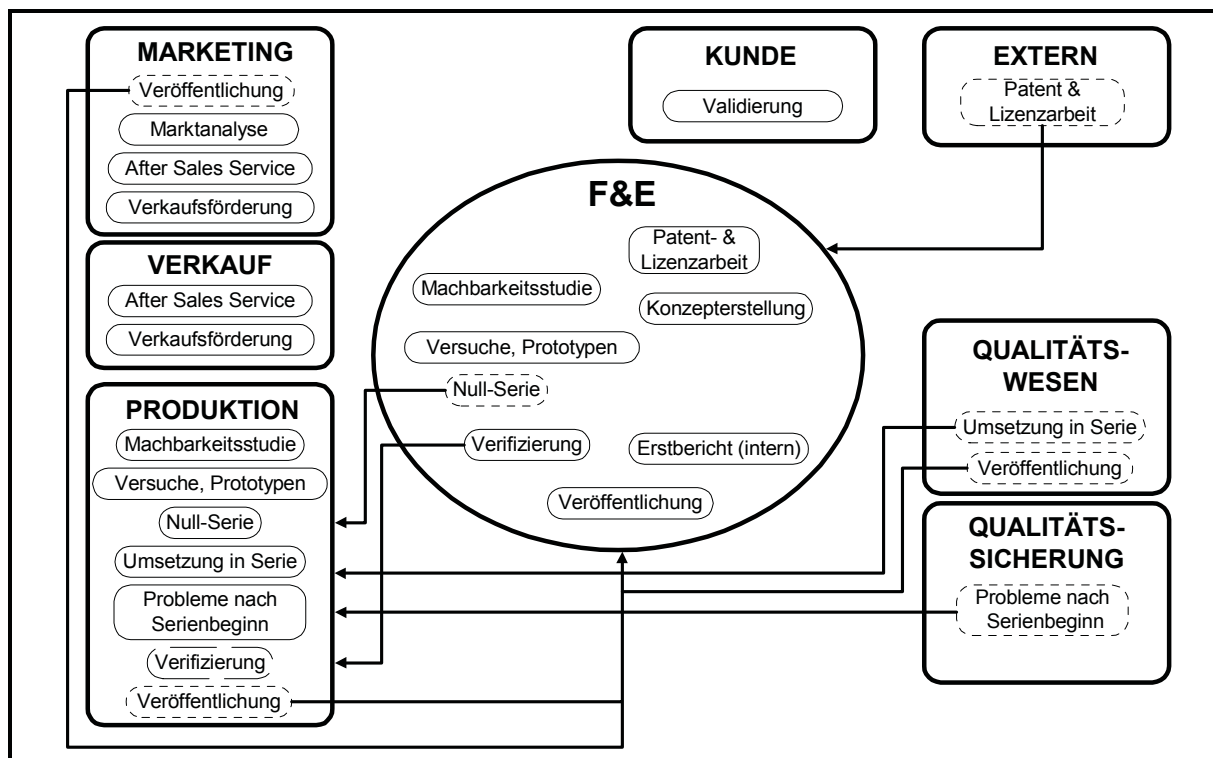 MARKETING
Veröffentlichung
Marktanalyse
After Sales Service
Verkaufsförderung
VERKAUF
After Sales Service
Verkaufsförderung
PRODUKTION
Machbarkeitsstudie
Versuche, Prototypen
Null-Serie
Umsetzung in Serie
Probleme nach
Serienbeginn
Verifizierung
Veröffentlichung
KUNDE
Validierung
EXTERN
Patent &
Lizenzarbeit
F&E
Patent- &
Lizenzarbeit
Machbarkeitsstudie
Konzepterstellung
Versuche, Prototypen
Null-Serie
Verifizierung
Erstbericht (intern)
Veröffentlichung
QUALITÄTS-
WESEN
Umsetzung in Serie
Veröffentlichung
QUALITÄTS-
SICHERUNG
Probleme nach
Serienbeginn